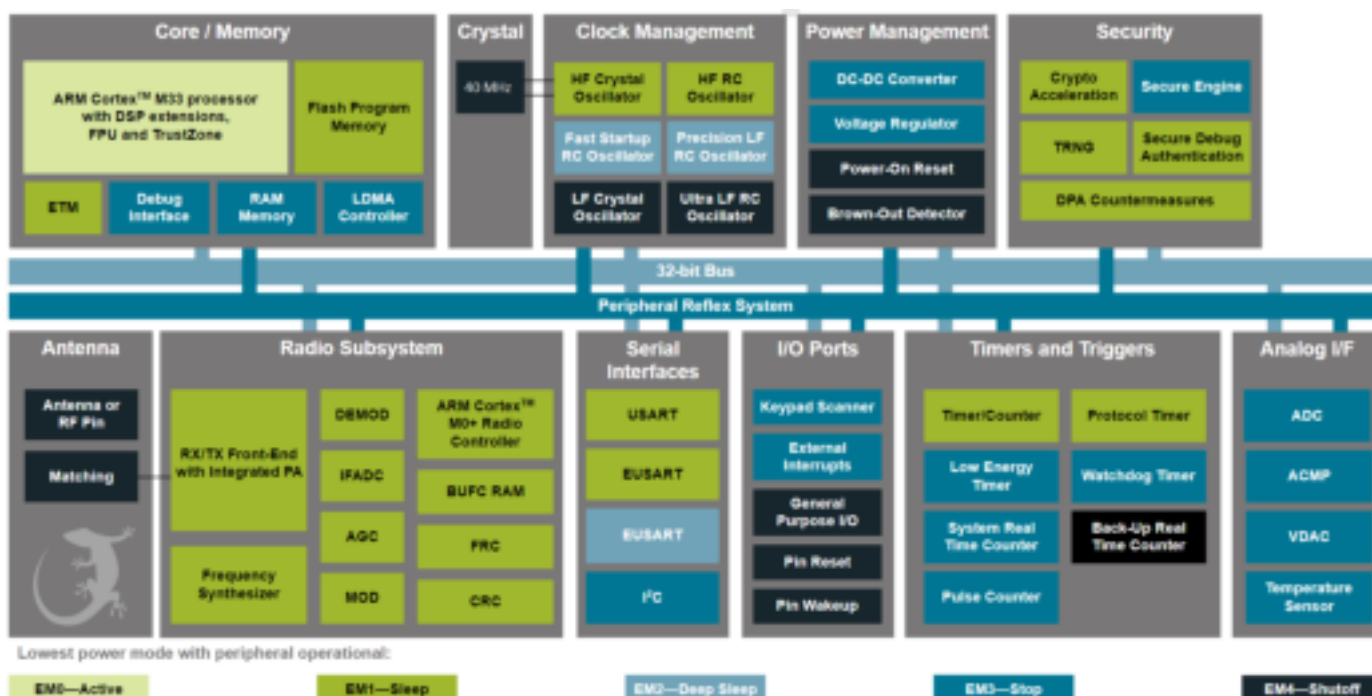 Core / Memory
ARM Cortex™ M33 processor
with DSP extensions,
FPU and TrustZone
Flash Program
Memory
ETM
Debug
Interface
RAM
Memory
LDMA
Controller
Crystal
40 MHz
Clock Management
HF Crystal
Oscillator
HF RC
Oscillator
Fast Startup
RC Oscillator
Precision LF
RC Oscillator
LF Crystal
Oscillator
Ultra LF RC
Oscillator
Power Management
DC-DC Converter
Voltage Regulator
Power-On Reset
Brown-Out Detector
Security
Crypto
Acceleration
Secure Engine
TRNG
Secure Debug
Authentication
DPA Countermeasures
32-bit Bus
Peripheral Reflex System
Antenna
Antenna or
RF Pin
Matching
Radio Subsystem
RX/TX Front-End
with Integrated PA
Frequency
Synthesizer
DEMOD
IFADC
AGC
MOD
ARM Cortex™
M0+ Radio
Controller
BUFC RAM
FRC
CRC
Serial
Interfaces
USART
EUSART
EUSART
I²C
I/O Ports
Keypad Scanner
External
Interrupts
General
Purpose I/O
Pin Reset
Pin Wakeup
Timers and Triggers
Timer/Counter
Protocol Timer
Low Energy
Timer
Watchdog Timer
System Real
Time Counter
Back-Up Real
Time Counter
Pulse Counter
Analog I/F
ADC
ACMP
VDAC
Temperature
Sensor
Lowest power mode with peripheral operational:
EM0—Active
EM1—Sleep
EM2—Deep Sleep
EM3—Stop
EM4—Shutoff